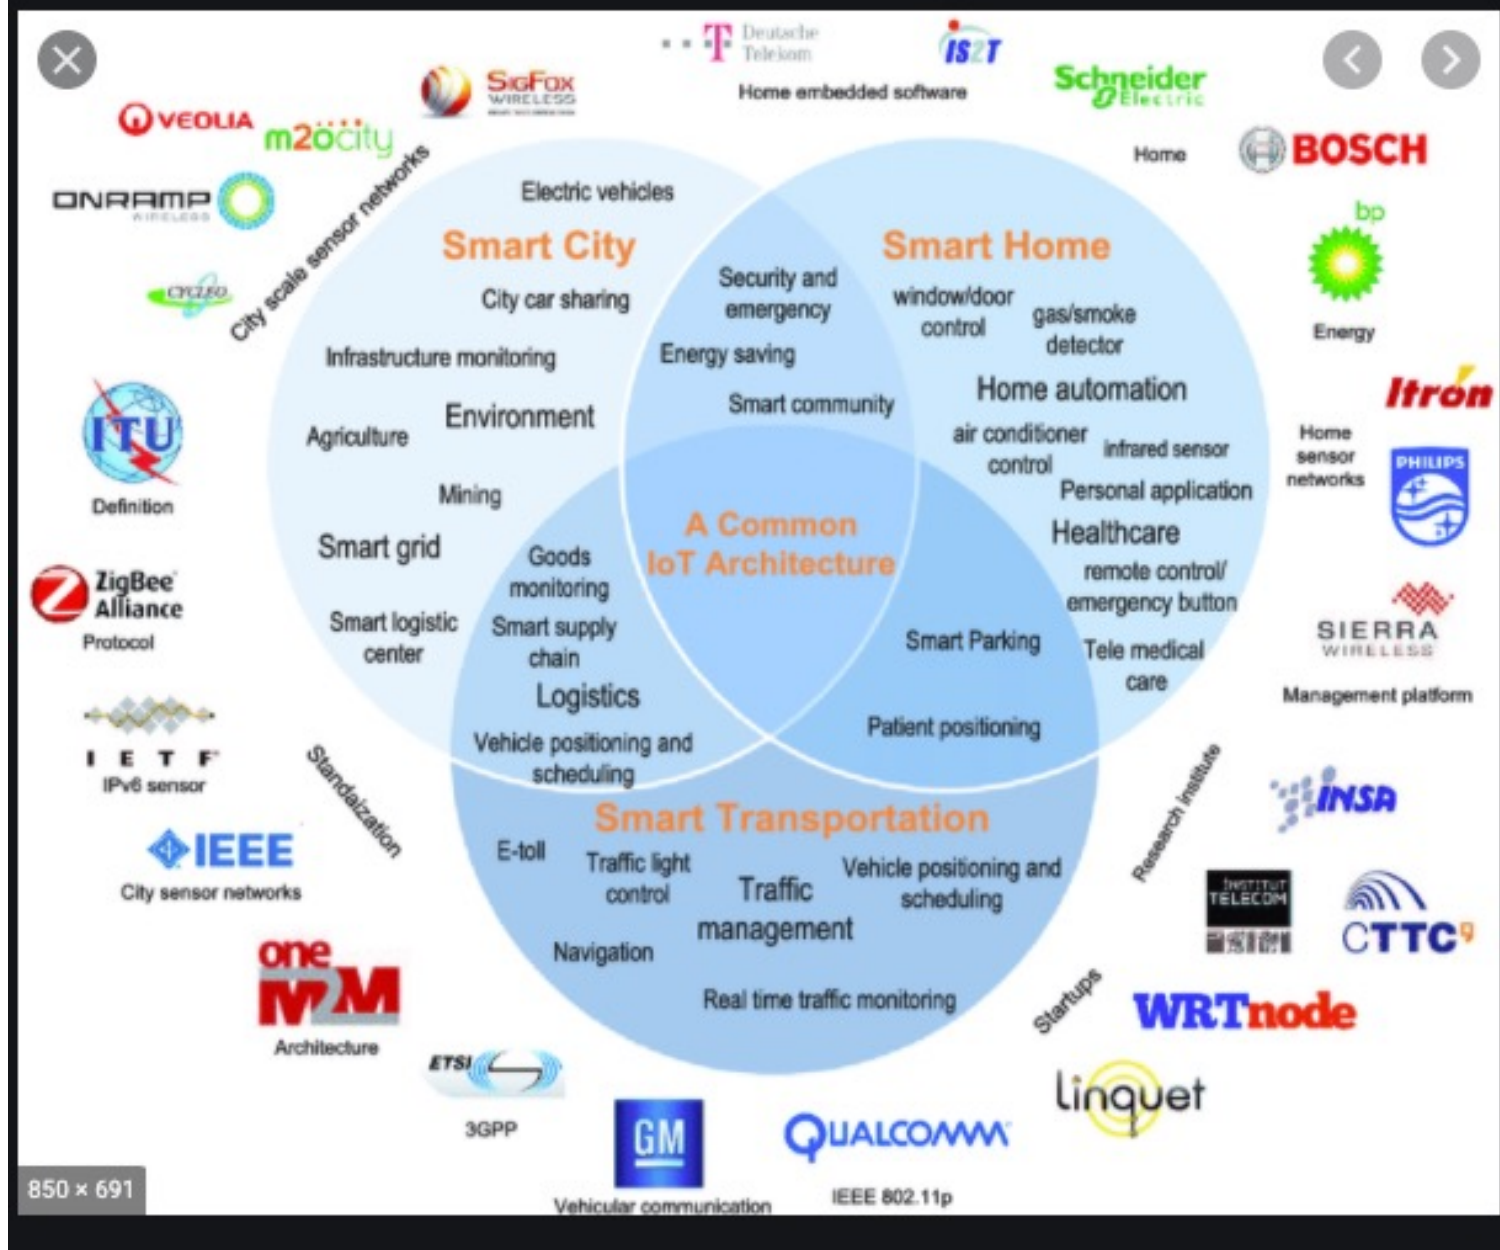 Deutsche
Telekom
IS2T
Home embedded software
SIGFOX
WIRELESS
Schneider
Electric
VEOLIA
m2ocity
Home
BOSCH
ONRAMP
WIRELESS
CYCLEO
City scale sensor networks
bp
Energy
Electric vehicles
Smart City
Smart Home
City car sharing
Security and
emergency
window/door
control
gas/smoke
detector
Infrastructure monitoring
Energy saving
Home automation
Environment
Smart community
Agriculture
air conditioner
control
infrared sensor
Mining
Personal application
Smart grid
A Common
IoT Architecture
Healthcare
Goods
monitoring
remote control/
emergency button
Smart logistic
center
Smart supply
chain
Smart Parking
Tele medical
care
Logistics
Patient positioning
Vehicle positioning and
scheduling
Smart Transportation
E-toll
Traffic light
control
Traffic
management
Vehicle positioning and
scheduling
Navigation
Real time traffic monitoring
Itrón
Home
sensor
networks
PHILIPS
SIERRA
WIRELESS
Management platform
ITU
Definition
ZigBee
Alliance
Protocol
I E T F
IPv6 sensor
Standaization
IEEE
City sensor networks
one
M2M
Architecture
ETSI
3GPP
GM
Vehicular communication
QUALCOMM
IEEE 802.11p
Research institute
INSA
INSTITUT
TELECOM
CTTC9
Startups
WRTnode
Linquet
850 × 691